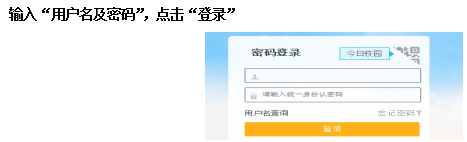 输入“用户名及密码”，点击“登录”
密码登录 今日校园
请输入统一身份认密码
用户名查询 忘记密码?
登录